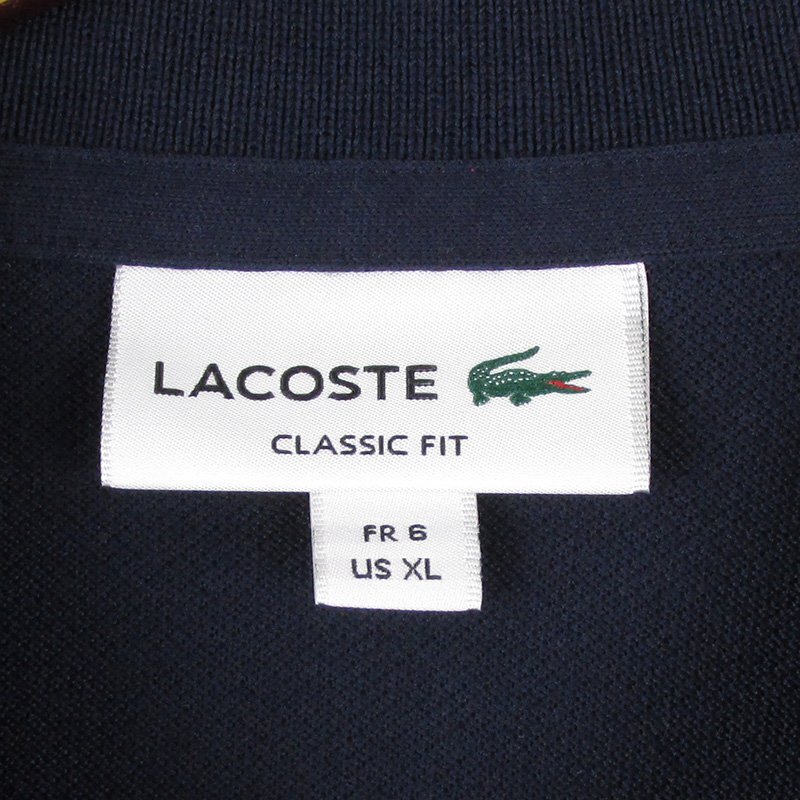 LACOSTE
CLASSIC FIT
FR 6
US XL